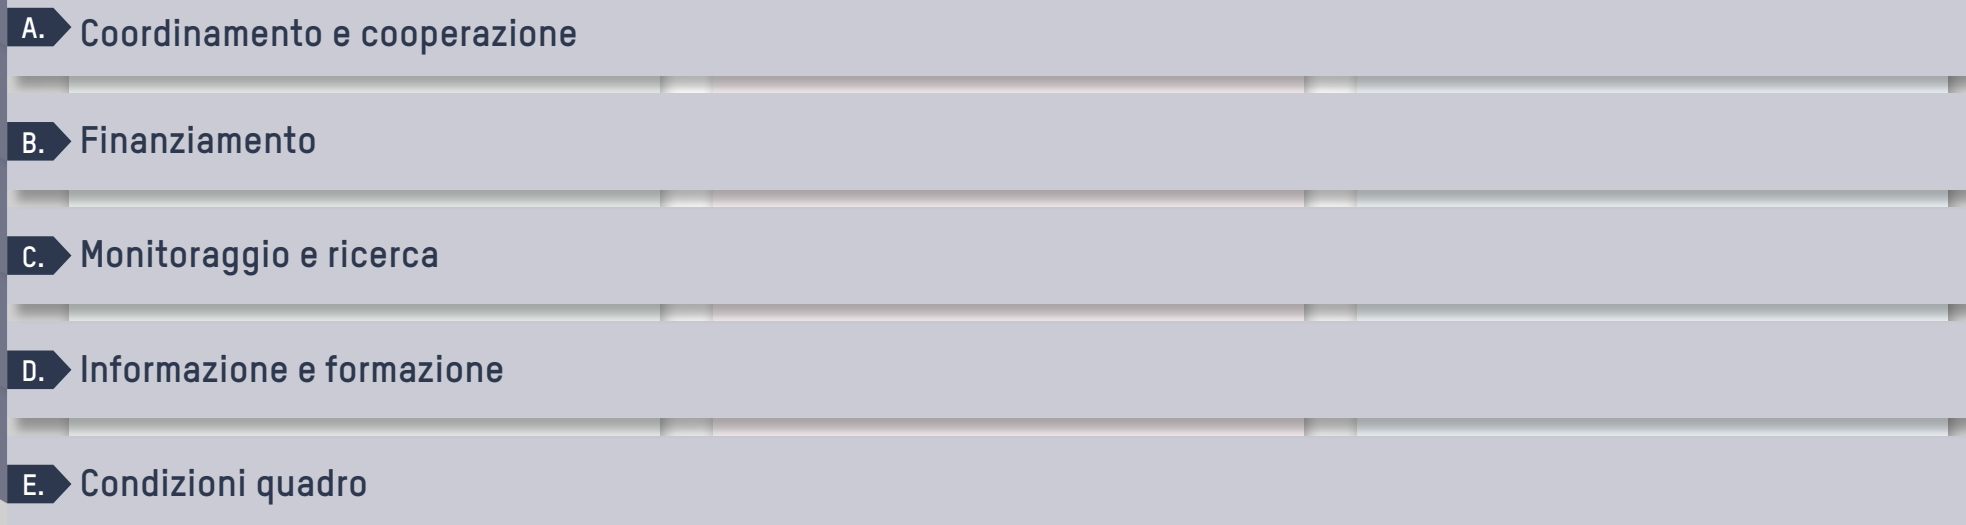 A. Coordinamento e cooperazione
B. Finanziamento
C. Monitoraggio e ricerca
D. Informazione e formazione
E. Condizioni quadro